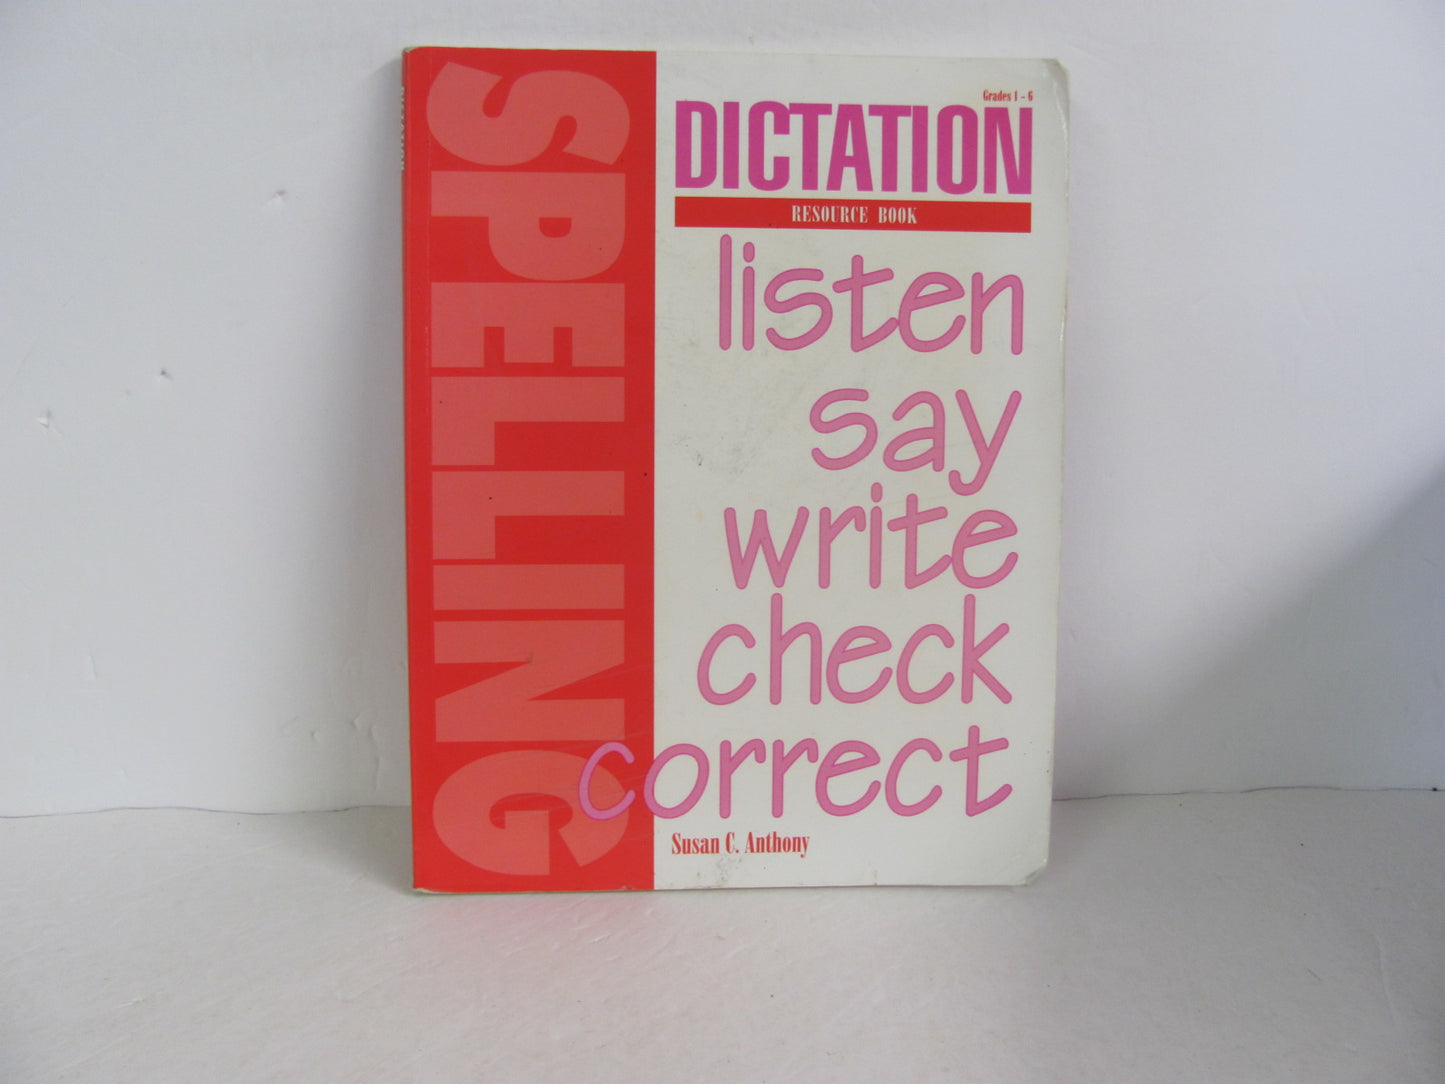 SPELLING
Grades 1 - 6
DICTATION
RESOURCE BOOK
listen
say
write
check
correct
Susan C. Anthony